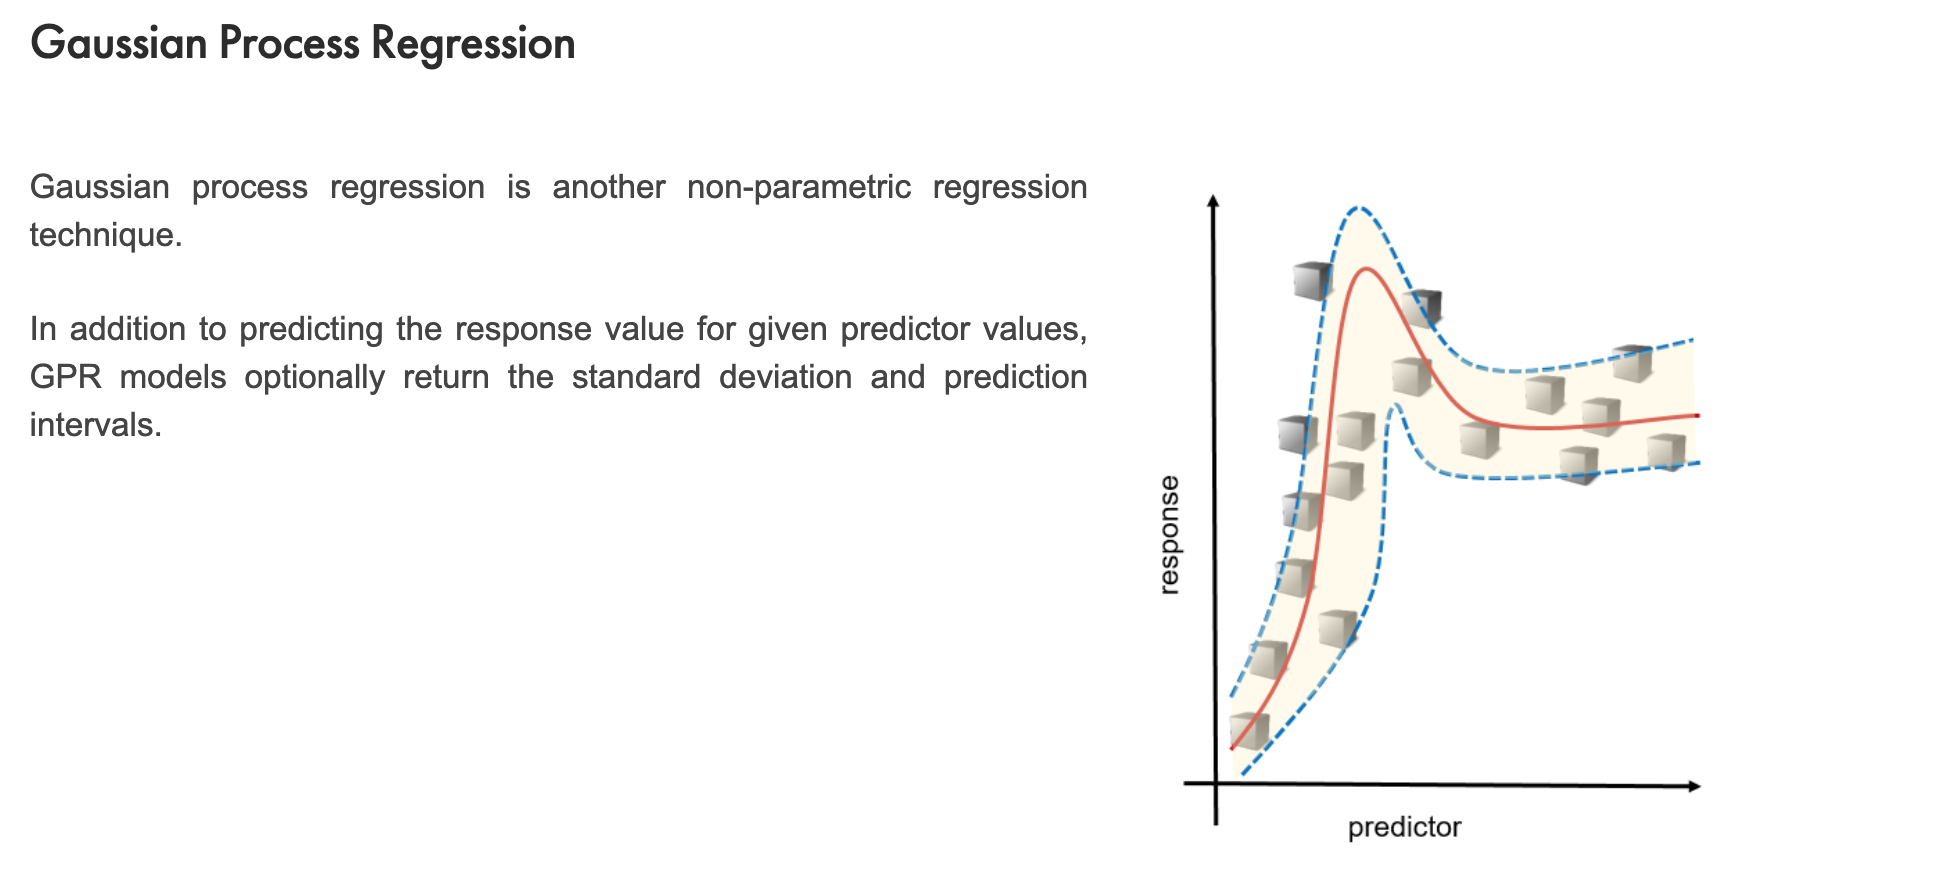 Gaussian Process Regression
Gaussian process regression is another non-parametric regression
technique.
In addition to predicting the response value for given predictor values,
GPR models optionally return the standard deviation and prediction
intervals.
response
predictor